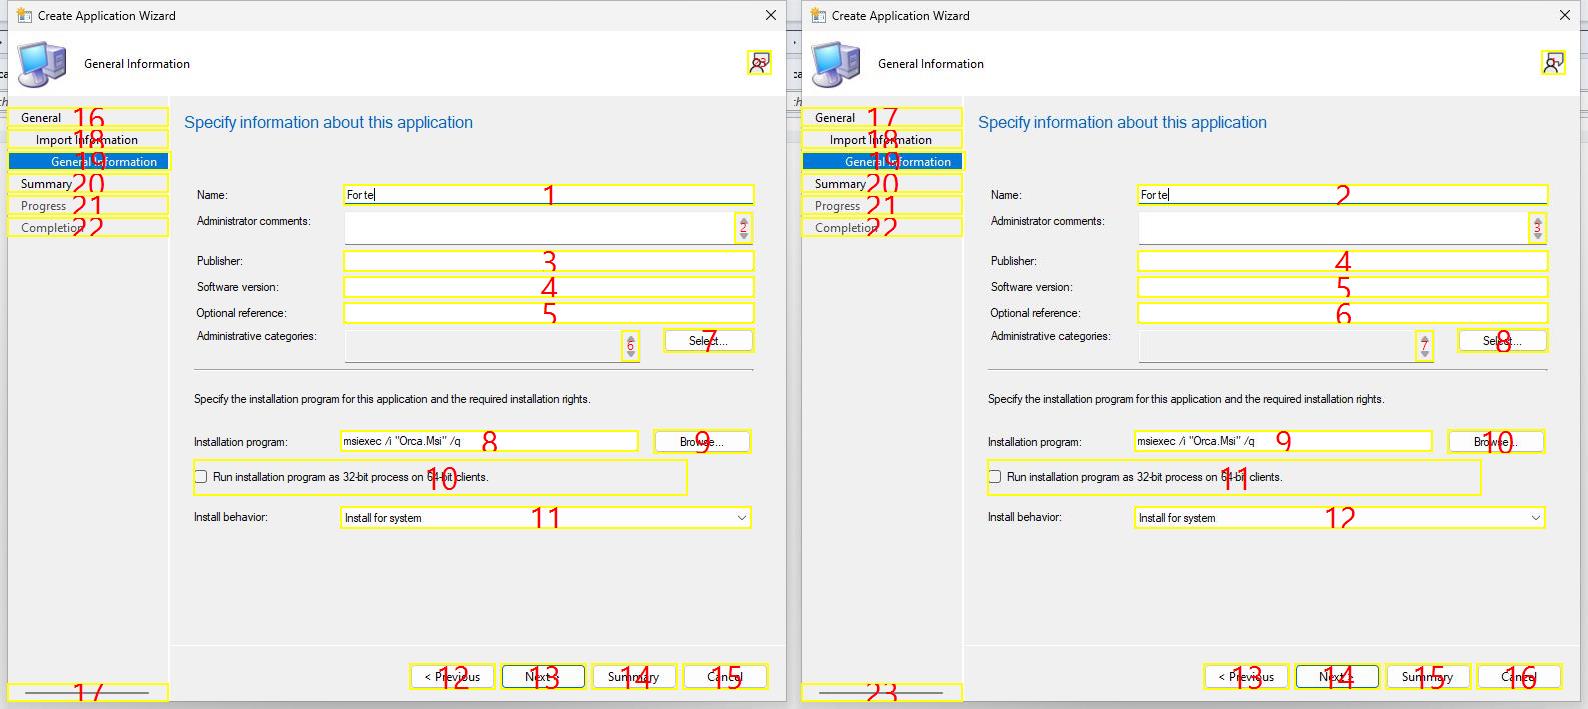 Create Application Wizard
General Information
23
General 16
Import Information 18
General Information 19
Summary 20
Progress 21
Completion 22
17
Specify information about this application
Name: For te 1
Administrator comments: 2
Publisher: 3
Software version: 4
Optional reference: 5
Administrative categories: 6 Select... 7
Specify the installation program for this application and the required installation rights.
Installation program: msiexec /i "Orca.Msi" /q 8 Browse... 9
Run installation program as 32-bit process on 64-bit clients. 10
Install behavior: Install for system 11
< Previous 12 Next > 13 Summary 14 Cancel 15
Create Application Wizard
General Information
General 17
Import Information 18
General Information 19
Summary 20
Progress 21
Completion 22
23
Specify information about this application
Name: For te 2
Administrator comments: 3
Publisher: 4
Software version: 5
Optional reference: 6
Administrative categories: 7 Select... 8
Specify the installation program for this application and the required installation rights.
Installation program: msiexec /i "Orca.Msi" /q 9 Browse... 10
Run installation program as 32-bit process on 64-bit clients. 11
Install behavior: Install for system 12
< Previous 13 Next > 14 Summary 15 Cancel 16